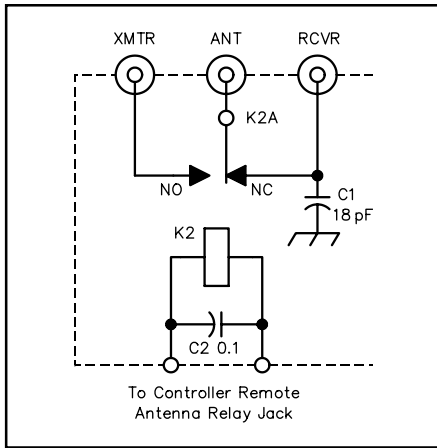 XMTR ANT RCVR
K2A
NO NC
C1
18 pF
K2
C2 0.1
To Controller Remote
Antenna Relay Jack